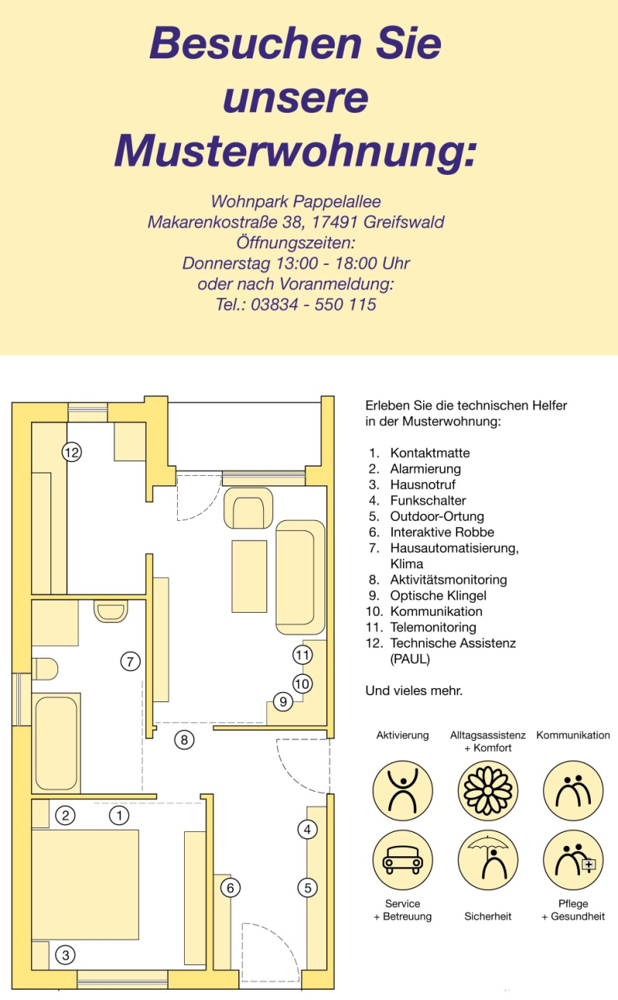 Besuchen Sie
unsere
Musterwohnung:
Wohnpark Pappelallee
Makarenkostraße 38, 17491 Greifswald
Öffnungszeiten:
Donnerstag 13:00 - 18:00 Uhr
oder nach Voranmeldung:
Tel.: 03834 - 550 115
Erleben Sie die technischen Helfer
in der Musterwohnung:
1. Kontaktmatte
2. Alarmierung
3. Hausnotruf
4. Funkschalter
5. Outdoor-Ortung
6. Interaktive Robbe
7. Hausautomatisierung,
Klima
8. Aktivitätsmonitoring
9. Optische Klingel
10. Kommunikation
11. Telemonitoring
12. Technische Assistenz
(PAUL)
Und vieles mehr.
12
7
11
10
9
8
2
1
4
6
5
3
Aktivierung
Alltagsassistenz
+ Komfort
Kommunikation
Service
+ Betreuung
Sicherheit
Pflege
+ Gesundheit